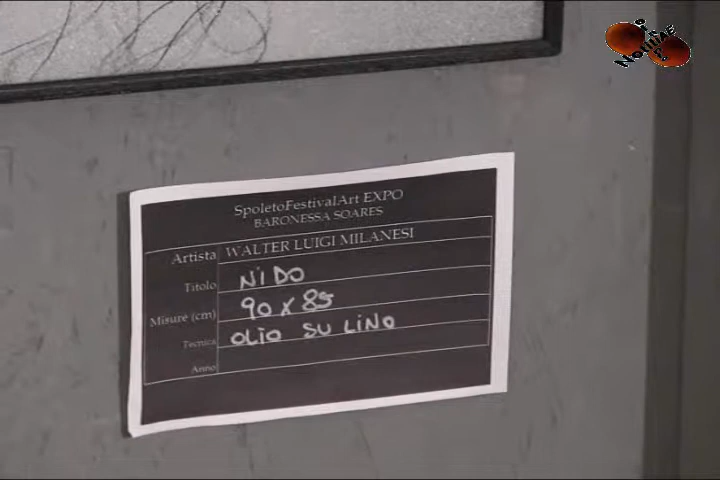 SpoletoFestivalArt EXPO
BARONESSA SOARES
Artista WALTER LUIGI MILANESI
Titolo NIDO
Misure (cm) 90 x 85
Tecnica OLIO SU LINO
Anno